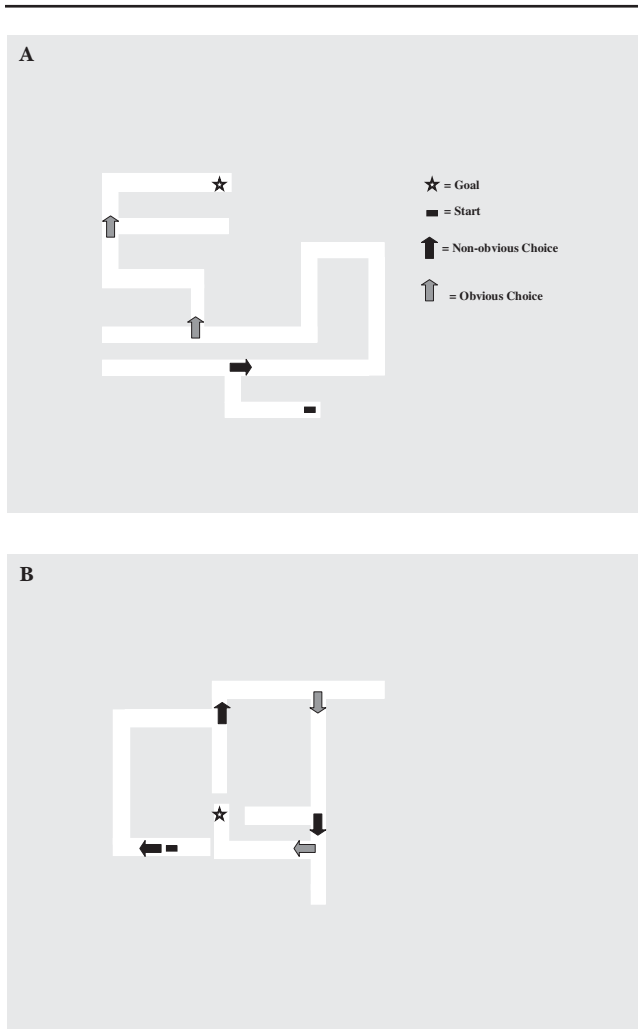 A
= Goal
= Start
= Non-obvious Choice
= Obvious Choice
B